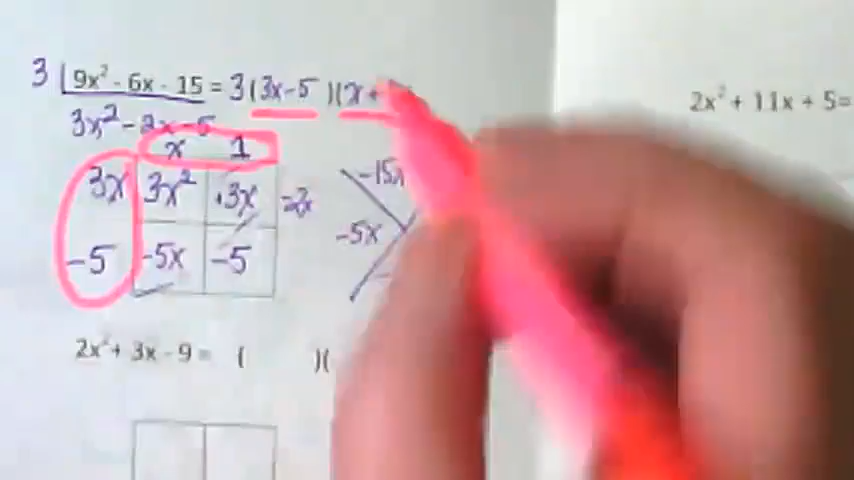 3 9x² - 6x - 15 = 3 (3x-5)(x+
3x² - 2x - 5
x 1
3x 3x² +3x = -2x
-5 -5x -5
-15x
-5x
2x² + 3x - 9 = ( )(
2x² + 11x + 5 =